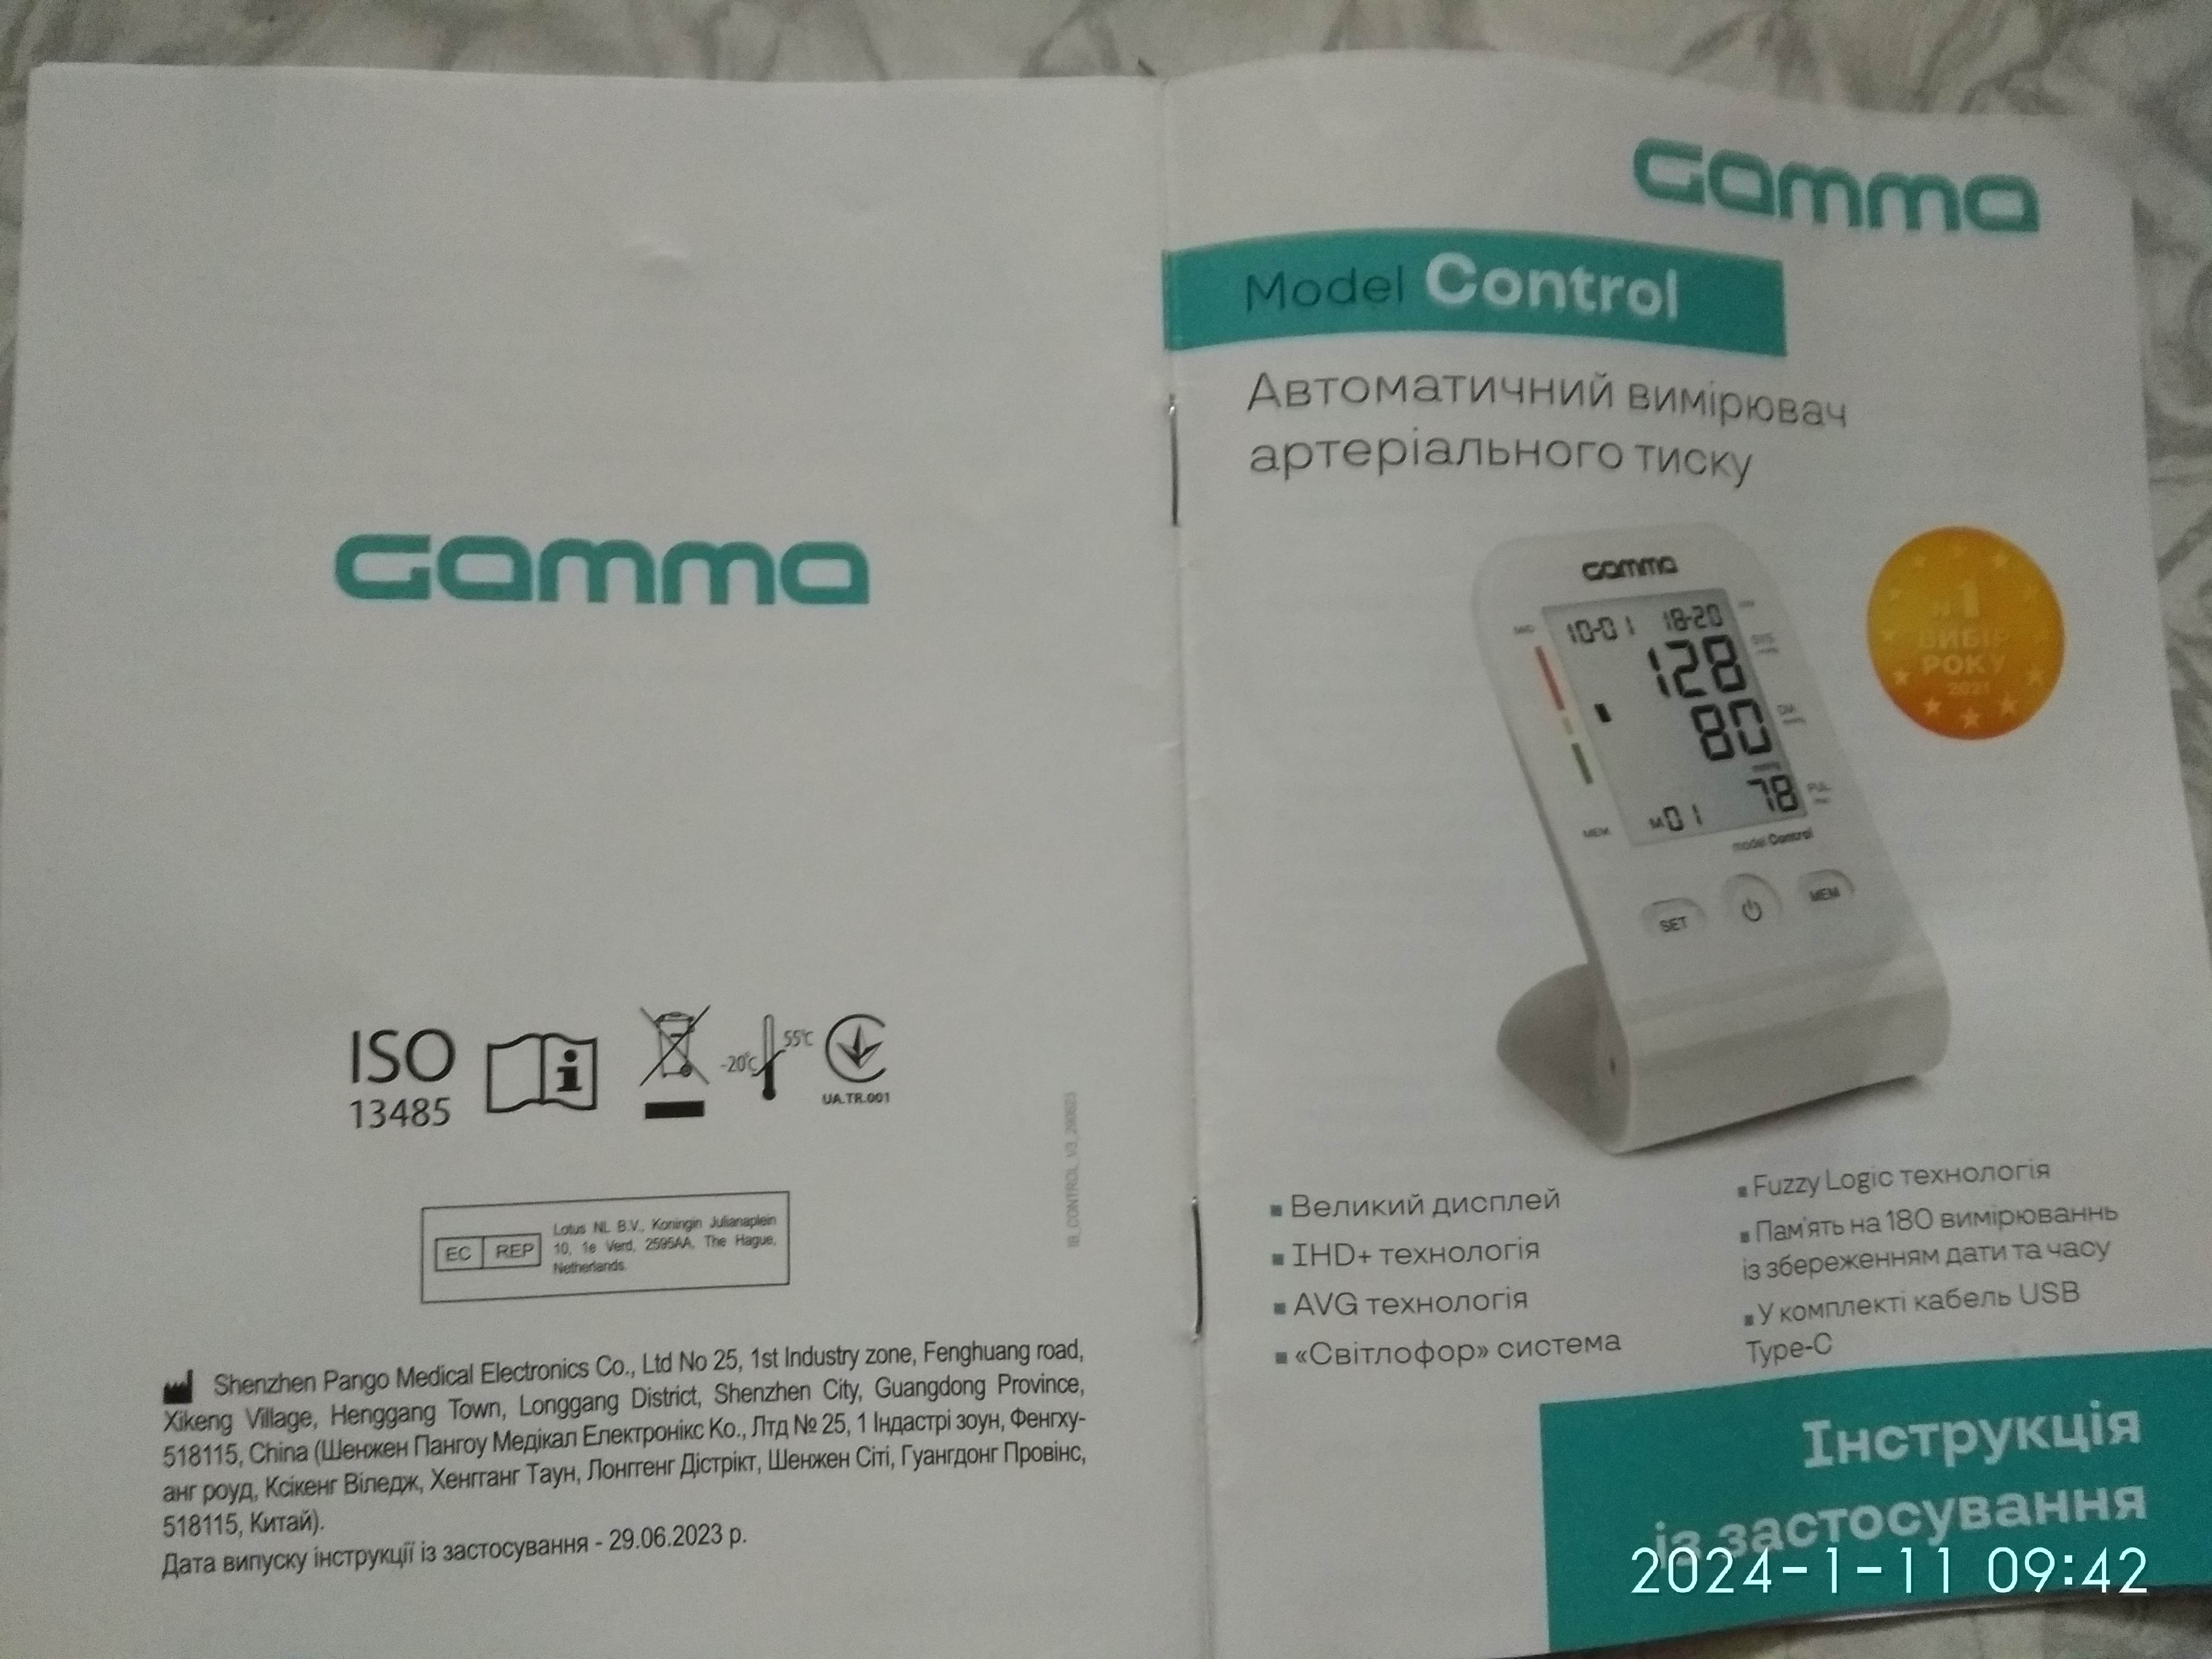 Gamma
ISO
13485
-20°C
55°C
UA.TR.001
EC REP
Lotus NL B.V., Koningin Julianaplein
10, 1e Verd, 2595AA, The Hague,
Netherlands.
IB_CONTROL_V3_290623
Shenzhen Pango Medical Electronics Co., Ltd No 25, 1st Industry zone, Fenghuang road,
Xikeng Village, Henggang Town, Longgang District, Shenzhen City, Guangdong Province,
518115, China (Шенжен Пангоу Медікал Електронікс Ко., Лтд № 25, 1 Індастрі зоун, Фенгху-
анг роуд, Ксікенг Віледж, Хенгганг Таун, Лонггенг Дістрікт, Шенжен Сіті, Гуангдонг Провінс,
518115, Китай).
Дата випуску інструкції із застосування - 29.06.2023 р.
Gamma
Model Control
Автоматичний вимірювач
артеріального тиску
Gamma
10-01 18-20
128
80
78
M01
MEM
PUL
model Control
SET
MEM
№1
ВИБІР
РОКУ
2021
▪ Великий дисплей
▪ IHD+ технологія
▪ AVG технологія
▪ «Світлофор» система
▪ Fuzzy Logic технологія
▪ Пам'ять на 180 вимірюваннь
із збереженням дати та часу
▪ У комплекті кабель USB
Type-C
Інструкція
із застосування
2024-1-11 09:42